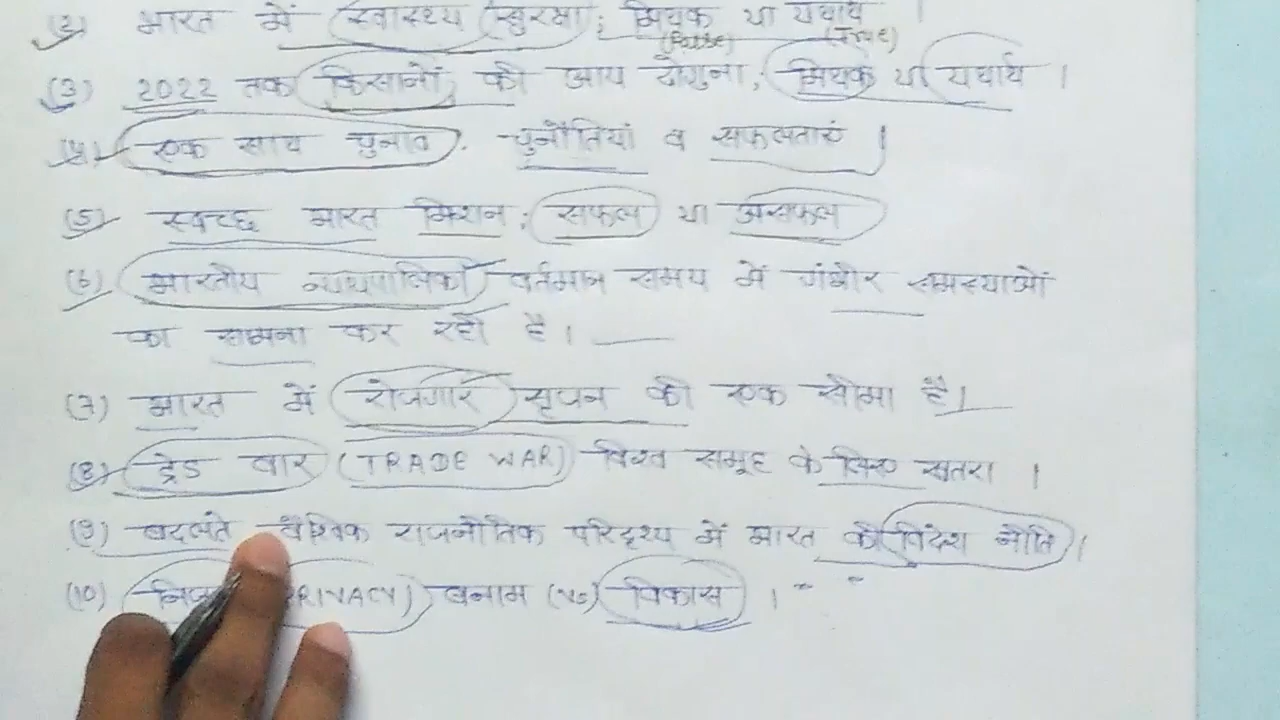 (2) भारत में स्वास्थ्य सुरक्षा; मिथक या यथार्थ ।
(False) (True)
(3) 2022 तक किसानों की आय दोगुना; मिथक या यथार्थ ।
(4) एक साथ चुनाव. चुनौतियां व सफलताएं ।
(5) स्वच्छ भारत मिशन; सफल या असफल
(6) भारतीय न्यायपालिका वर्तमान समय में गंभीर समस्याओं
का सामना कर रही है ।
(7) भारत में रोजगार सृजन की एक सीमा है ।
(8) ट्रेड वार (TRADE WAR) विश्व समूह के लिए खतरा ।
(9) बदलते वैश्विक राजनीतिक परिदृश्य में भारत की विदेश नीति ।
(10) बनाम (vs) विकास ।